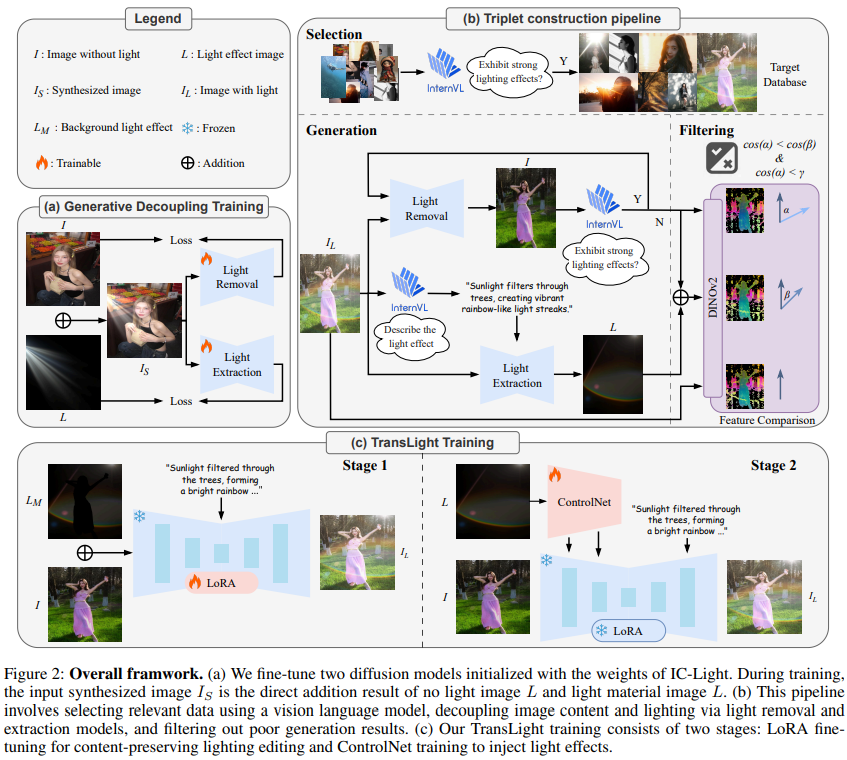 Legend
I : Image without light
L : Light effect image
I_S : Synthesized image
I_L : Image with light
L_M : Background light effect
: Frozen
: Trainable
: Addition
(a) Generative Decoupling Training
I
Loss
Light
Removal
I_S
Light
Extraction
Loss
L
(b) Triplet construction pipeline
Selection
InternVL
Exhibit strong
lighting effects?
Y
Target
Database
Generation
I_L
Light
Removal
I
InternVL
Y
N
Exhibit strong
lighting effects?
InternVL
Describe the
light effect
"Sunlight filters through
trees, creating vibrant
rainbow-like light streaks."
Light
Extraction
L
Filtering
cos(α) < cos(β)
&
cos(α) < γ
DINOv2
α
β
Feature Comparison
(c) TransLight Training
Stage 1
L_M
I
"Sunlight filtered through
the trees, forming
a bright rainbow ..."
LoRA
I_L
Stage 2
L
ControlNet
"Sunlight filtered through
the trees, forming
a bright rainbow ..."
I
LoRA
I_L
Figure 2: Overall framwork. (a) We fine-tune two diffusion models initialized with the weights of IC-Light. During training,
the input synthesized image I_S is the direct addition result of no light image L and light material image L. (b) This pipeline
involves selecting relevant data using a vision language model, decoupling image content and lighting via light removal and
extraction models, and filtering out poor generation results. (c) Our TransLight training consists of two stages: LoRA fine-
tuning for content-preserving lighting editing and ControlNet training to inject light effects.